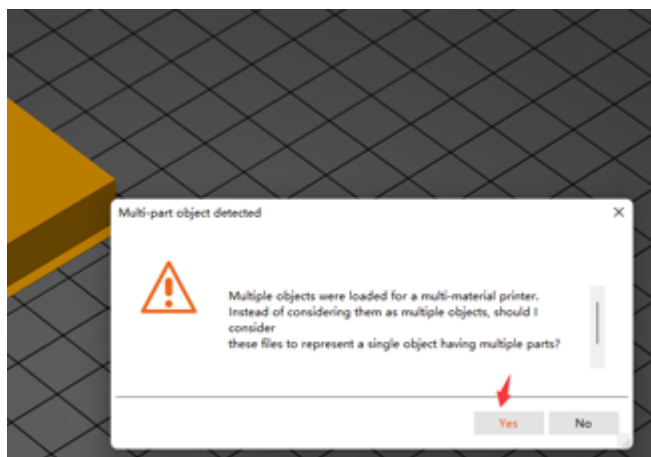 Multi-part object detected
Multiple objects were loaded for a multi-material printer.
Instead of considering them as multiple objects, should I
consider
these files to represent a single object having multiple parts?
Yes No